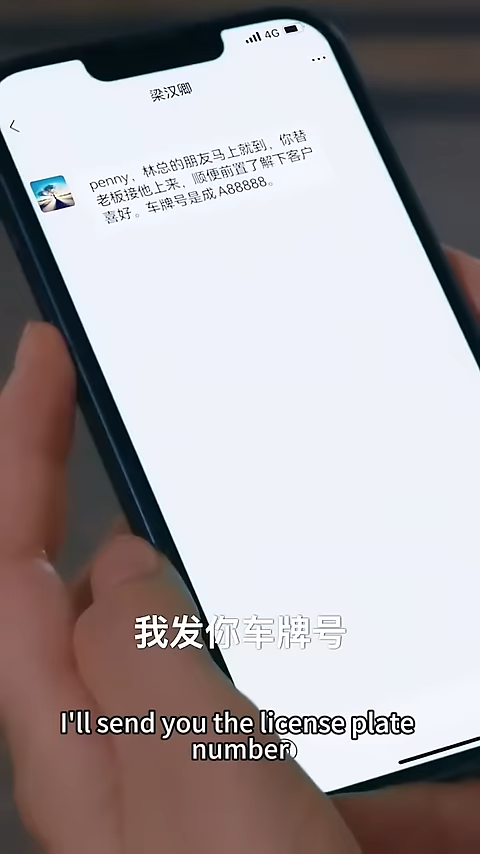 4G
梁汉卿
penny，林总的朋友马上就到，你替
老板接他上来，顺便前置了解下客户
喜好。车牌号是成 A88888。
我发你车牌号
I'll send you the license plate
number